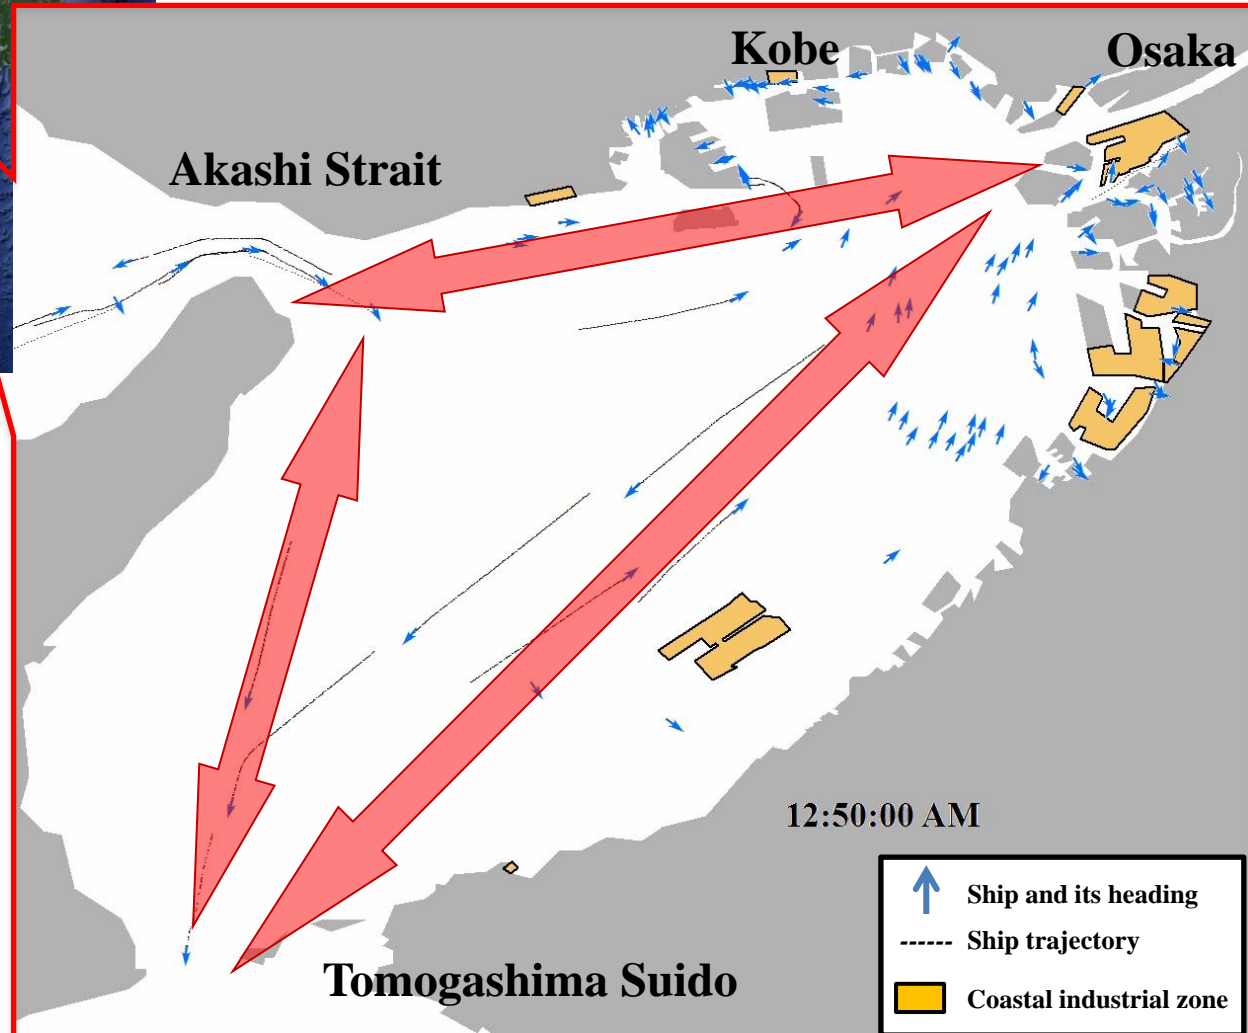 Kobe
Osaka
Akashi Strait
12:50:00 AM
Ship and its heading
Ship trajectory
Tomogashima Suido
Coastal industrial zone